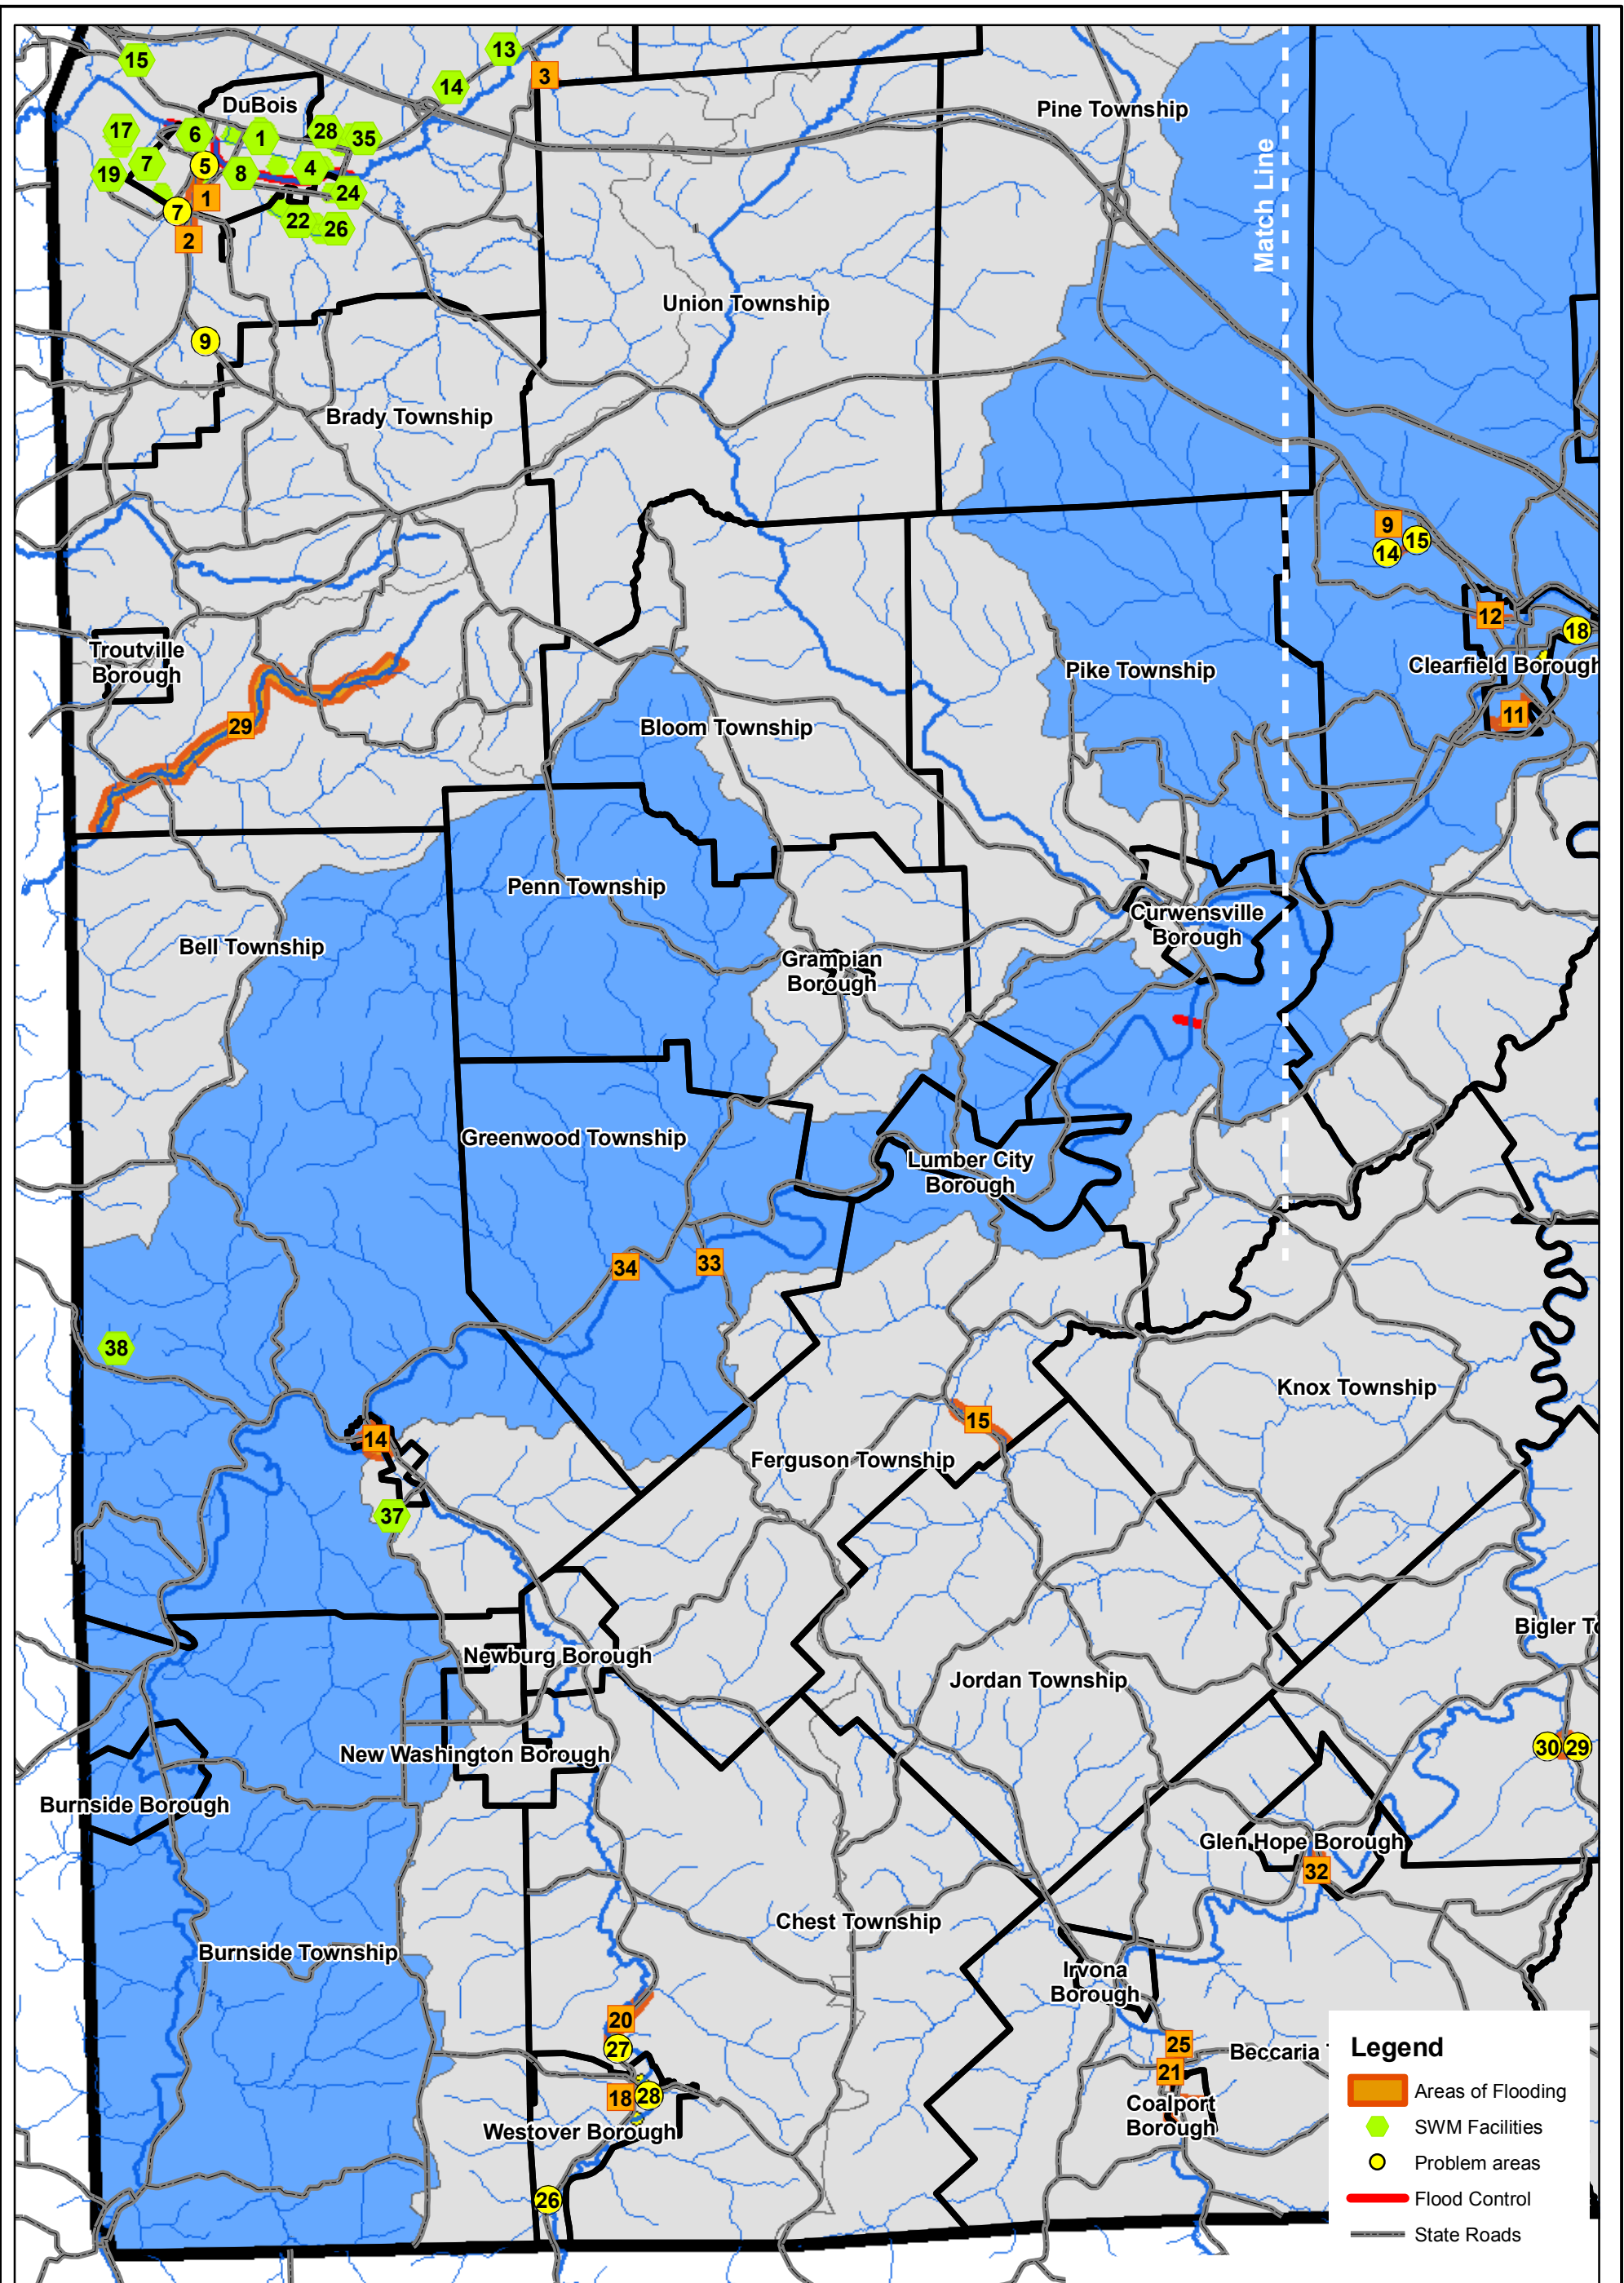 13
15
3
14
DuBois
Pine Township
17
6
1
28
35
Match Line
5
7
19
8
4
24
1
7
22
26
2
Union Township
9
Brady Township
9
15
14
12
18
Troutville
Borough
Clearfield Borough
Pike Township
11
29
Bloom Township
Penn Township
Curwensville
Borough
Bell Township
Grampian
Borough
Greenwood Township
Lumber City
Borough
34
33
38
Knox Township
15
14
Ferguson Township
37
Bigler To
Newburg Borough
Jordan Township
30
29
New Washington Borough
Burnside Borough
Glen Hope Borough
32
Chest Township
Burnside Township
Irvona
Borough
20
25
27
Beccaria T
21
18
28
Coalport
Borough
Westover Borough
26
Legend
Areas of Flooding
SWM Facilities
Problem areas
Flood Control
State Roads